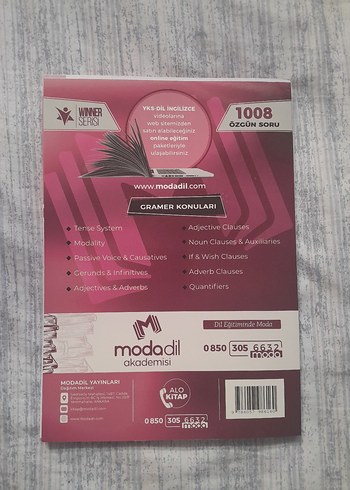 WINNER
SERİSİ
YKS DİL İNGİLİZCE
videolarına
web sitemizden
satın alabileceğiniz
online eğitim
paketleriyle
ulaşabilirsiniz.
1008
ÖZGÜN SORU
www.modadil.com
GRAMER KONULARI
Tense System
Modality
Passive Voice & Causatives
Gerunds & Infinitives
Adjectives & Adverbs
Adjective Clauses
Noun Clauses & Auxiliaries
If & Wish Clauses
Adverb Clauses
Quantifiers
modadil
akademisi
Dil Eğitiminde Moda
0 850 305 6632
moda
MODADİL YAYINLARI
ALO
KİTAP
0 850 305 6632
moda